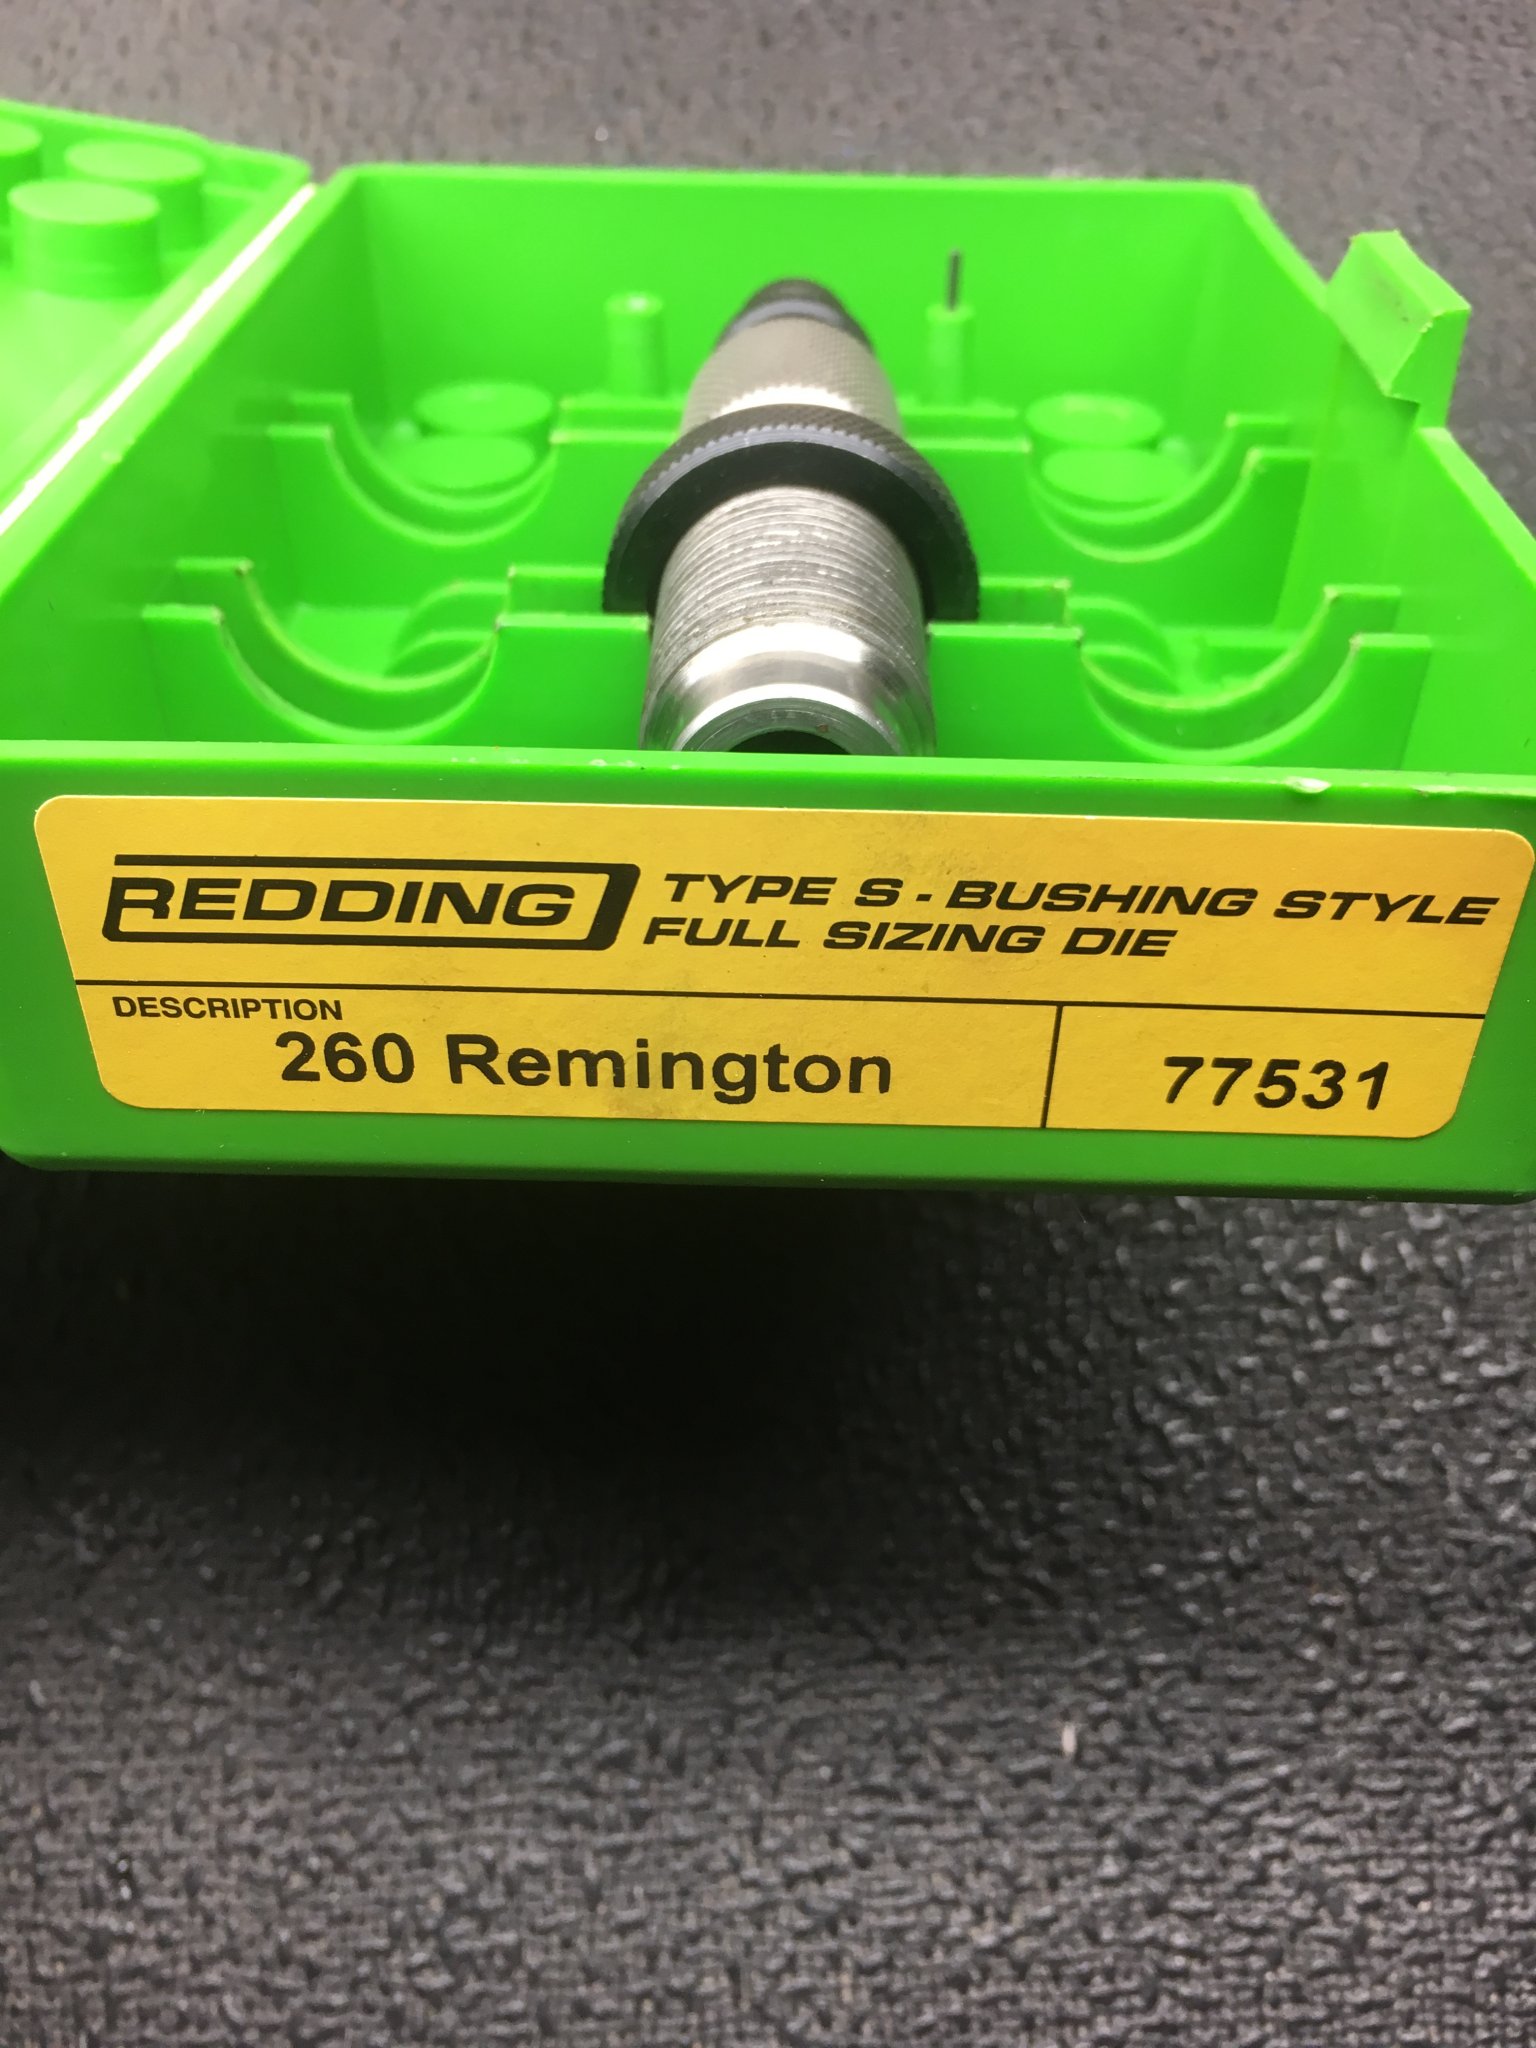 REDDING
TYPE S - BUSHING STYLE
FULL SIZING DIE
DESCRIPTION
260 Remington
77531